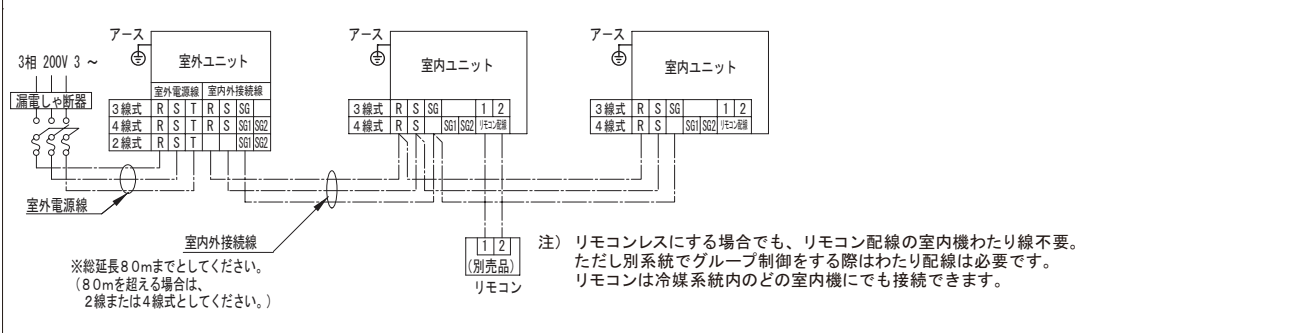 アース
3相 200V 3 ～
漏電しゃ断器
室外ユニット
室外電源線 室内外接続線
3線式 R S T R S SG
4線式 R S T R S SG1 SG2
2線式 R S T SG1 SG2
室外電源線
室内外接続線
※総延長80mまでとしてください。
（80mを超える場合は、
2線または4線式としてください。）
アース
室内ユニット
3線式 R S SG 1 2
4線式 R S SG1 SG2 リモコン配線
アース
室内ユニット
3線式 R S SG 1 2
4線式 R S SG1 SG2 リモコン配線
1 2
(別売品)
リモコン
注） リモコンレスにする場合でも、リモコン配線の室内機わたり線不要。
ただし別系統でグループ制御をする際はわたり配線は必要です。
リモコンは冷媒系統内のどの室内機にでも接続できます。